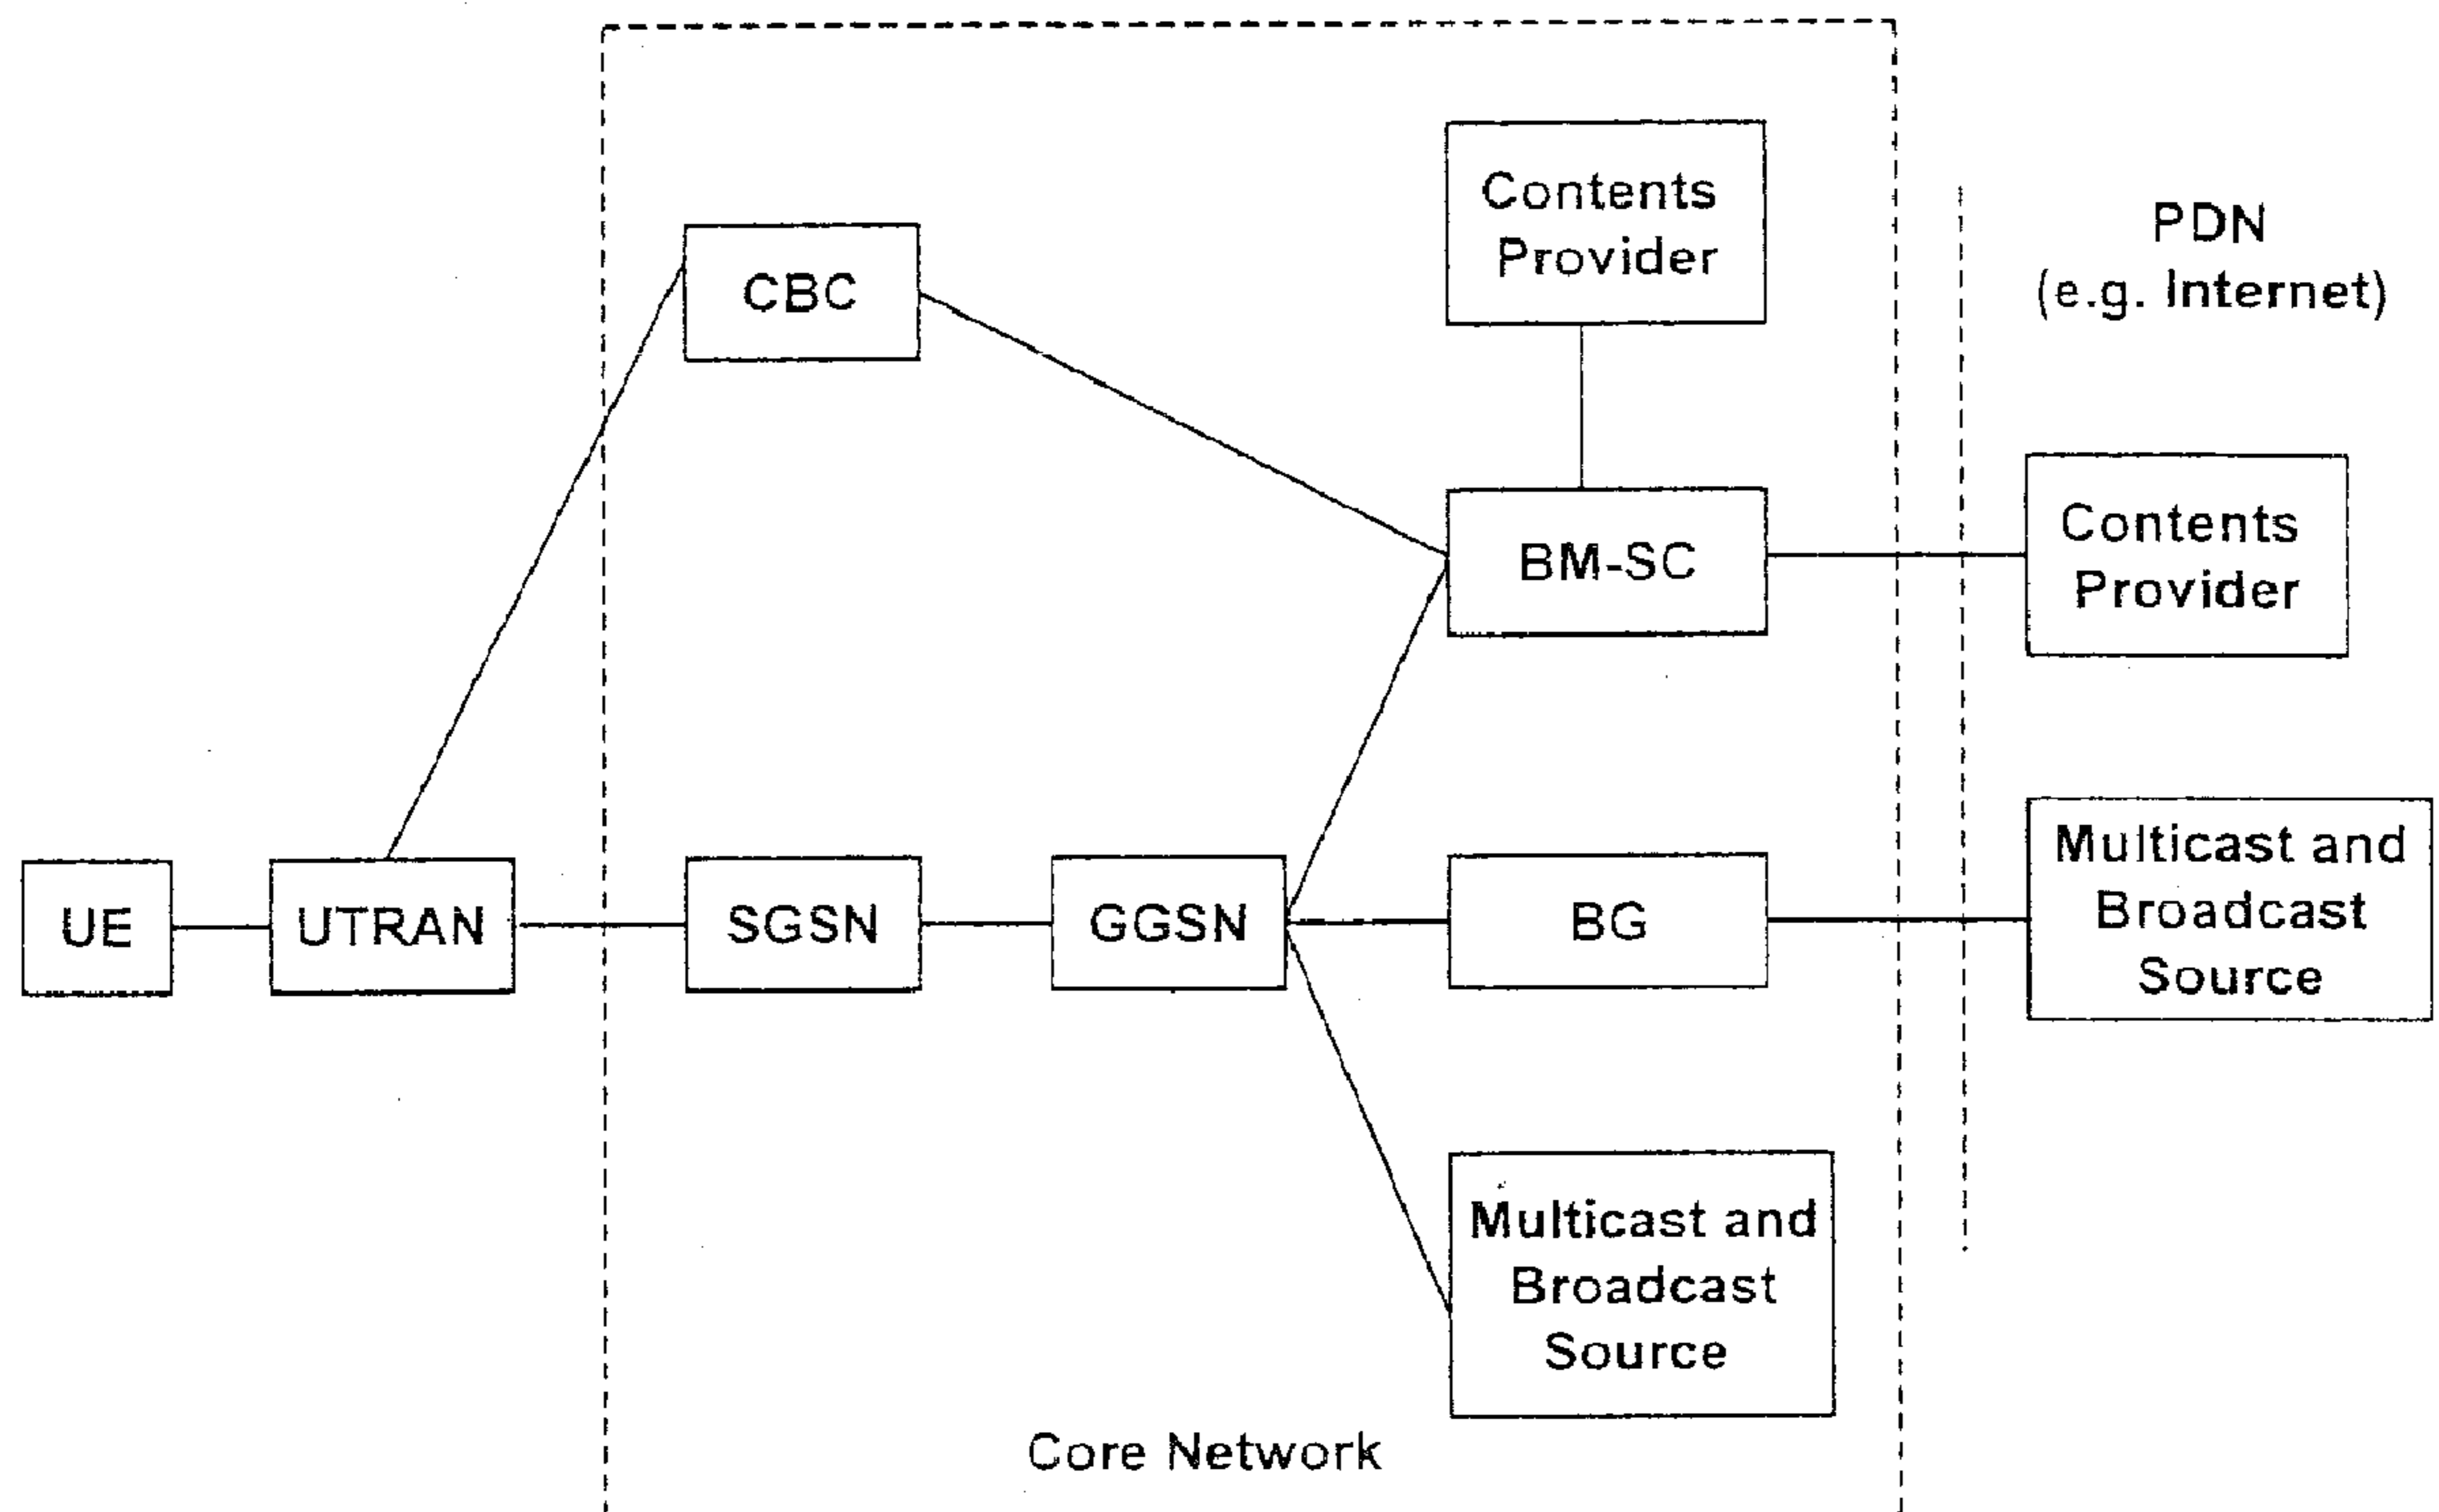 Contents
Provider
PDN
(e.g. Internet)
CBC
BM-SC
Contents
Provider
UE
UTRAN
SGSN
GGSN
BG
Multicast and
Broadcast
Source
Multicast and
Broadcast
Source
Core Network